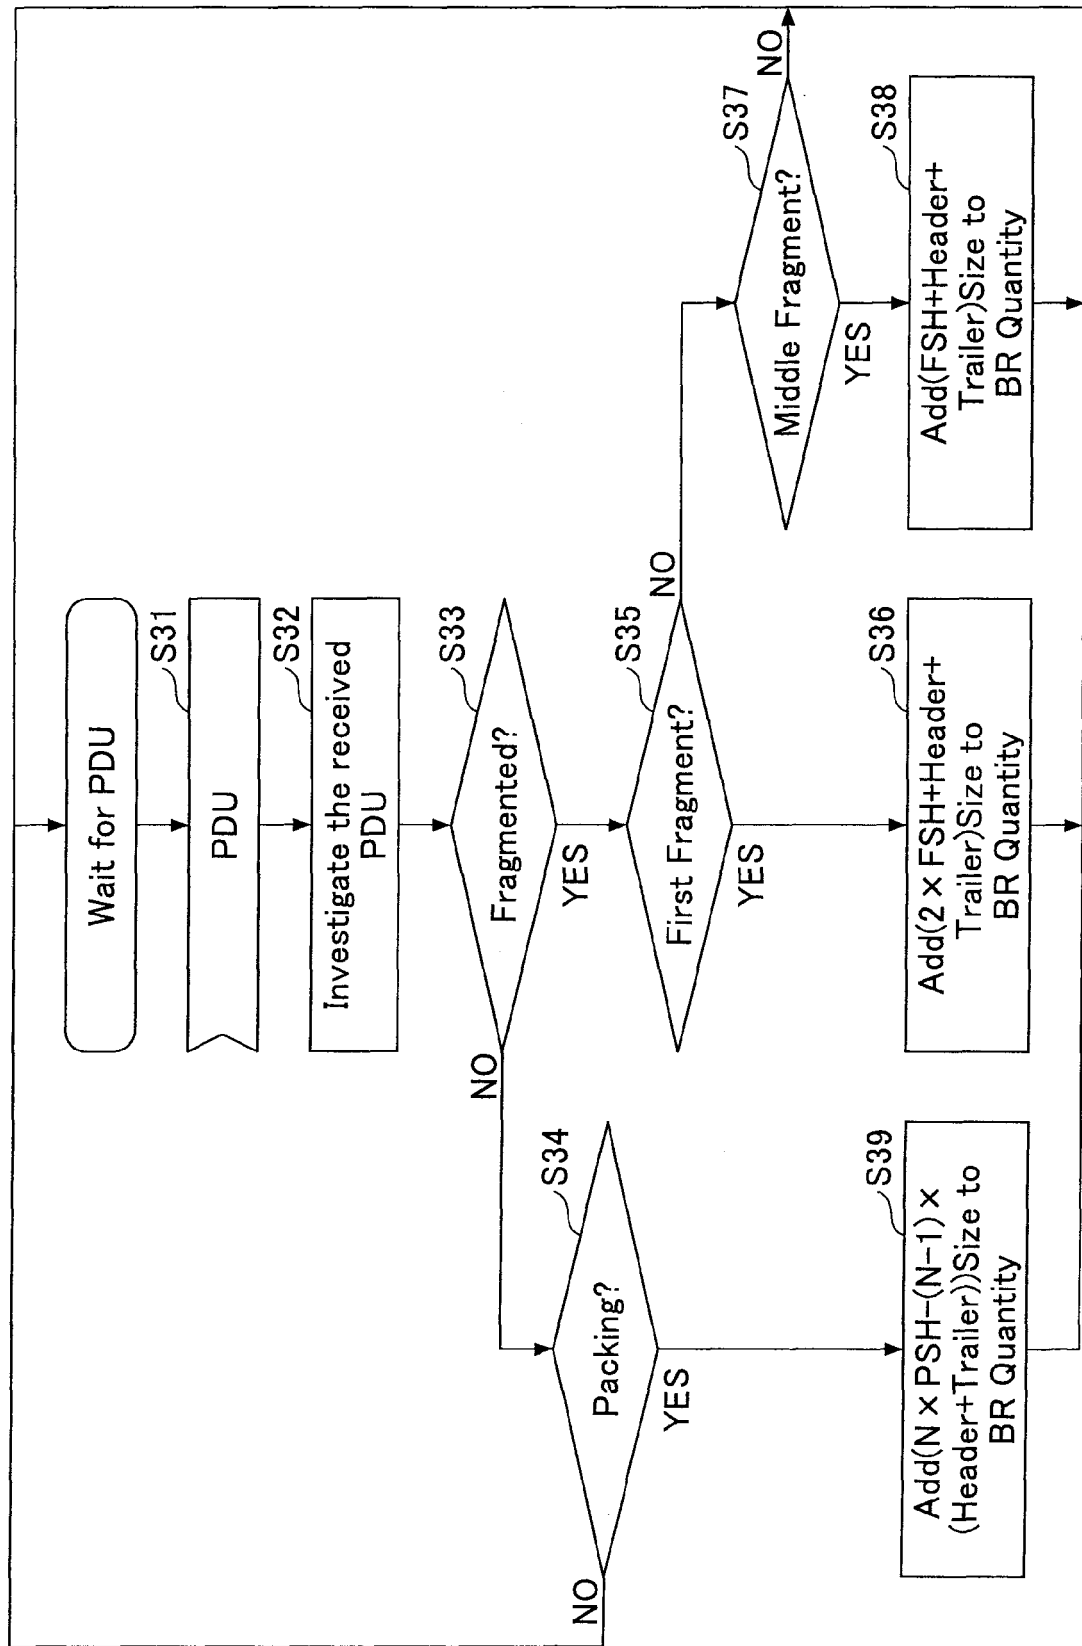 Wait for PDU
S31
PDU
S32
Investigate the received
PDU
S33
Fragmented?
NO
YES
S34
Packing?
NO
YES
S35
First Fragment?
NO
YES
S37
Middle Fragment?
NO
YES
S39
Add(N×PSH-(N-1)×
(Header+Trailer))Size to
BR Quantity
S36
Add(2×FSH+Header+
Trailer)Size to
BR Quantity
S38
Add(FSH+Header+
Trailer)Size to
BR Quantity